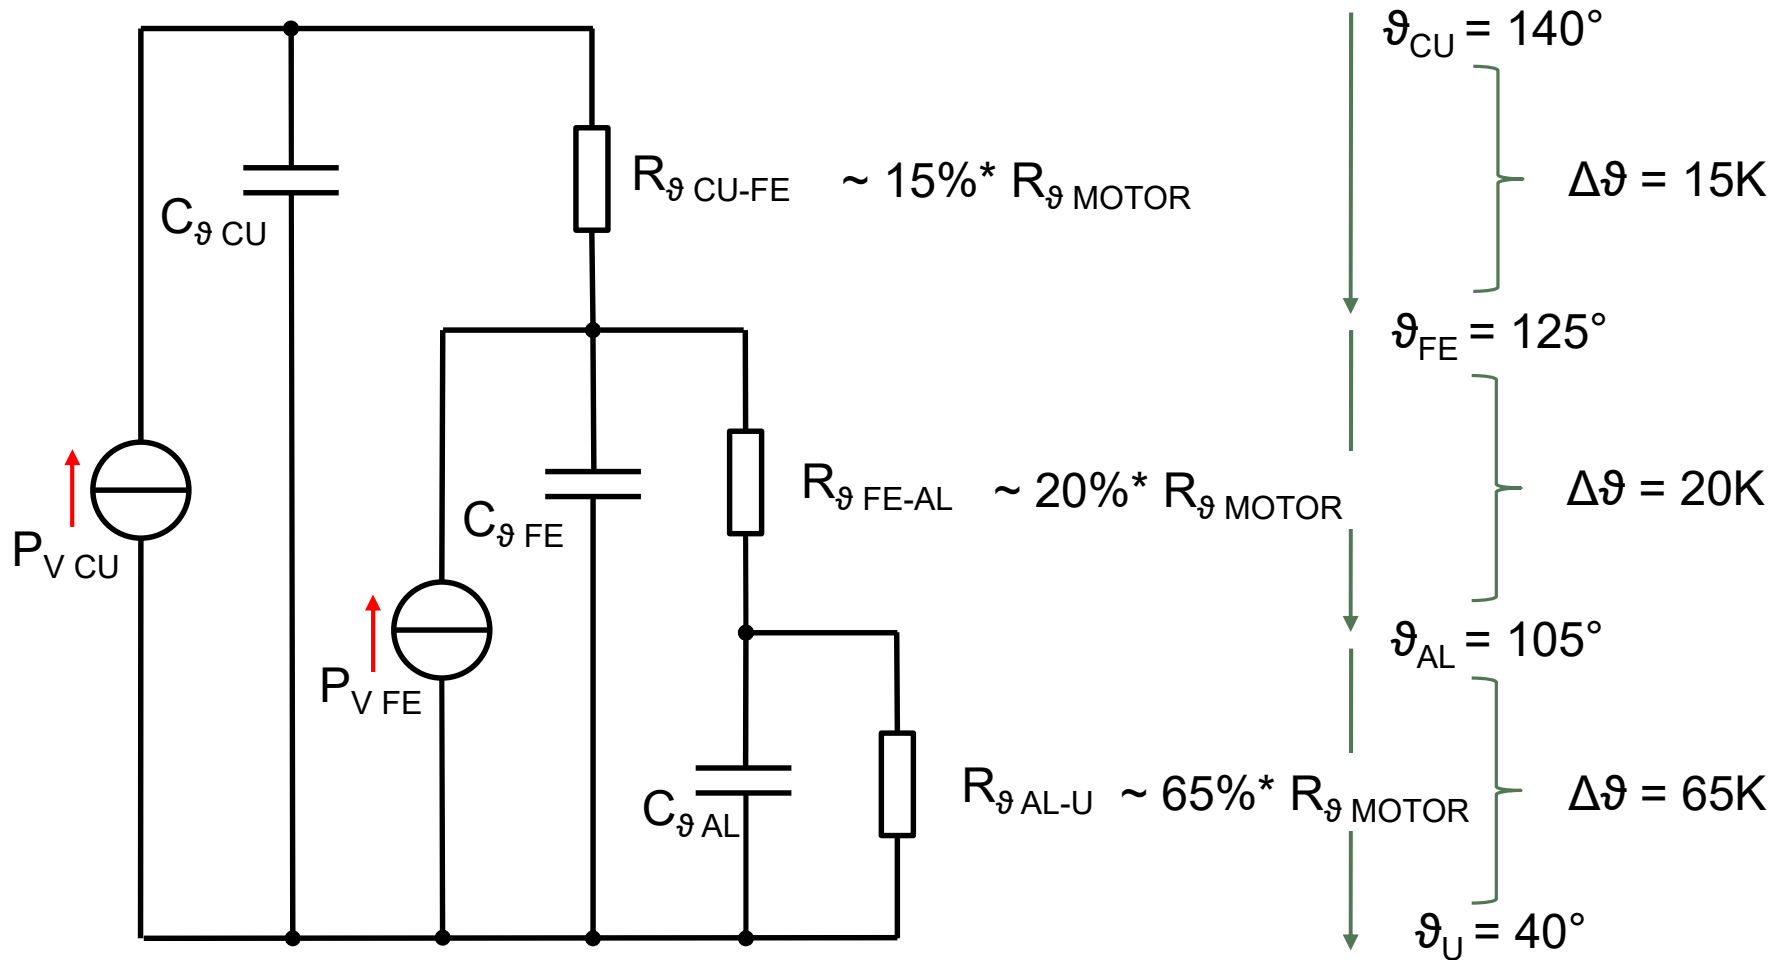 ϑCU = 140°
Rϑ CU-FE ~ 15%* Rϑ MOTOR
Δϑ = 15K
Cϑ CU
ϑFE = 125°
Rϑ FE-AL ~ 20%* Rϑ MOTOR
Δϑ = 20K
Cϑ FE
PV CU
ϑAL = 105°
PV FE
Rϑ AL-U ~ 65%* Rϑ MOTOR
Δϑ = 65K
Cϑ AL
ϑU = 40°